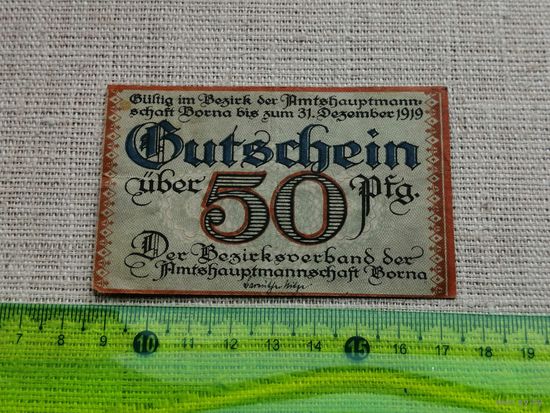 Gültig im Bezirk der Amtshauptmann-
schaft Borna bis zum 31. Dezember 1919
Gutschein
über 50 Pfg.
Der Bezirksverband der
Amtshauptmannschaft Borna
7 8 9 10 11 12 13 14 15 16 17 18 19